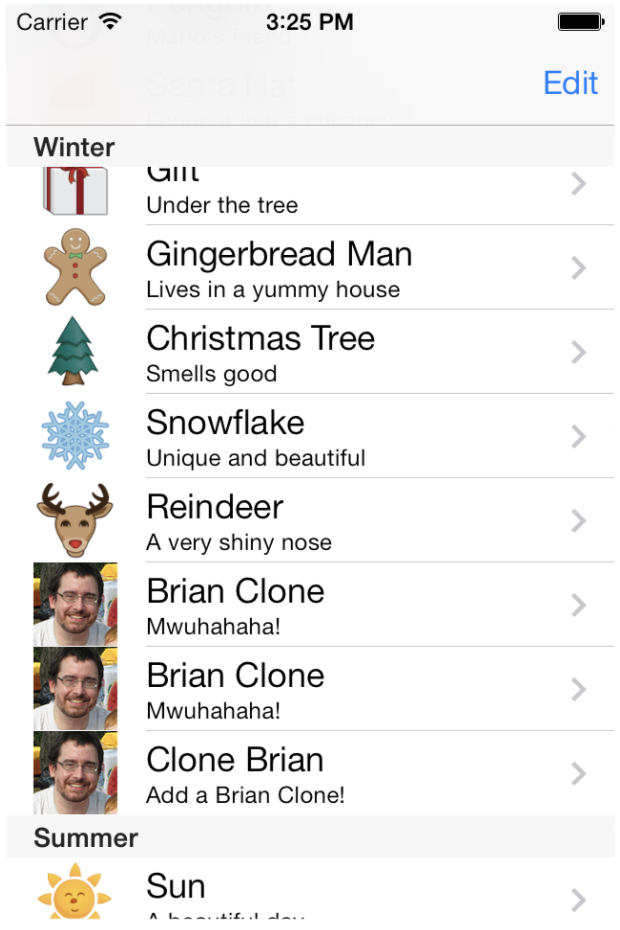 Carrier 3:25 PM
Santa Hat
Edit
Winter
Gift
Under the tree
Gingerbread Man
Lives in a yummy house
Christmas Tree
Smells good
Snowflake
Unique and beautiful
Reindeer
A very shiny nose
Brian Clone
Mwuhahaha!
Brian Clone
Mwuhahaha!
Clone Brian
Add a Brian Clone!
Summer
Sun
A beautiful day